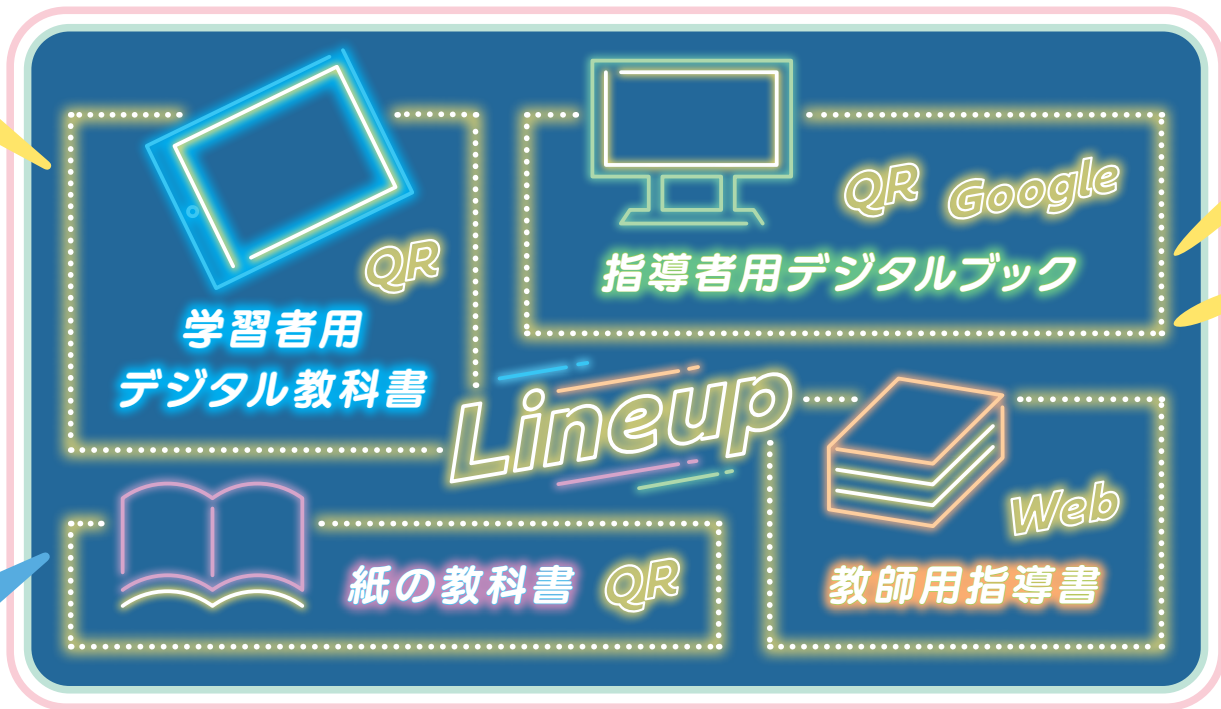 QR
学習者用
デジタル教科書
QR Google
指導者用デジタルブック
Lineup
紙の教科書 QR
Web
教師用指導書